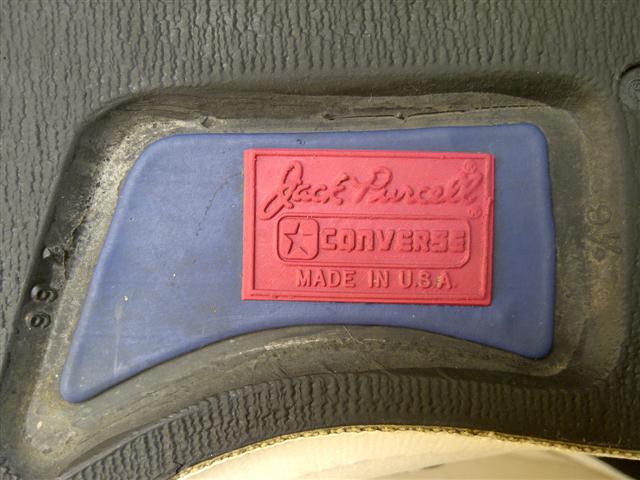 Jack Purcell®
CONVERSE®
MADE IN U.S.A.